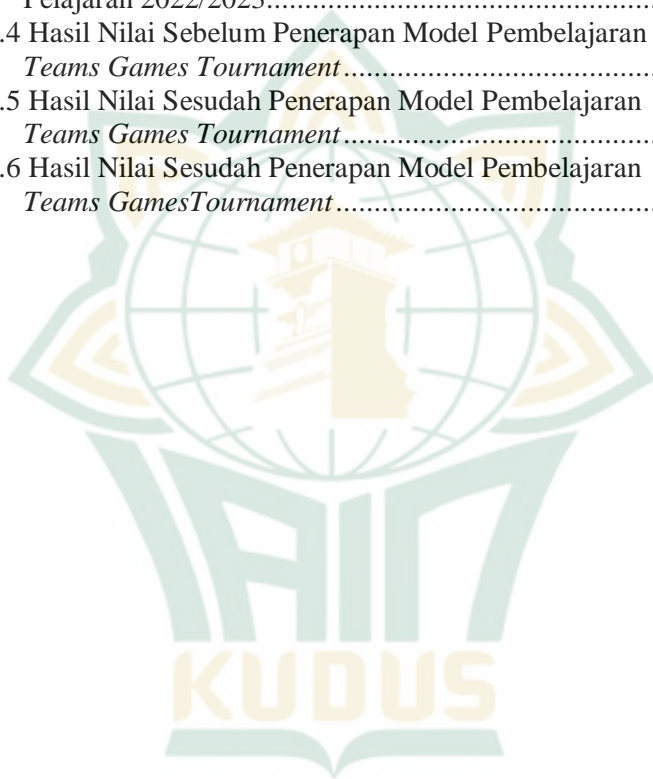 Pelajaran 2022/2023...............................................
.4 Hasil Nilai Sebelum Penerapan Model Pembelajaran
Teams Games Tournament.......................................
.5 Hasil Nilai Sesudah Penerapan Model Pembelajaran
Teams Games Tournament.......................................
.6 Hasil Nilai Sesudah Penerapan Model Pembelajaran
Teams GamesTournament........................................
IAIN
KUDUS